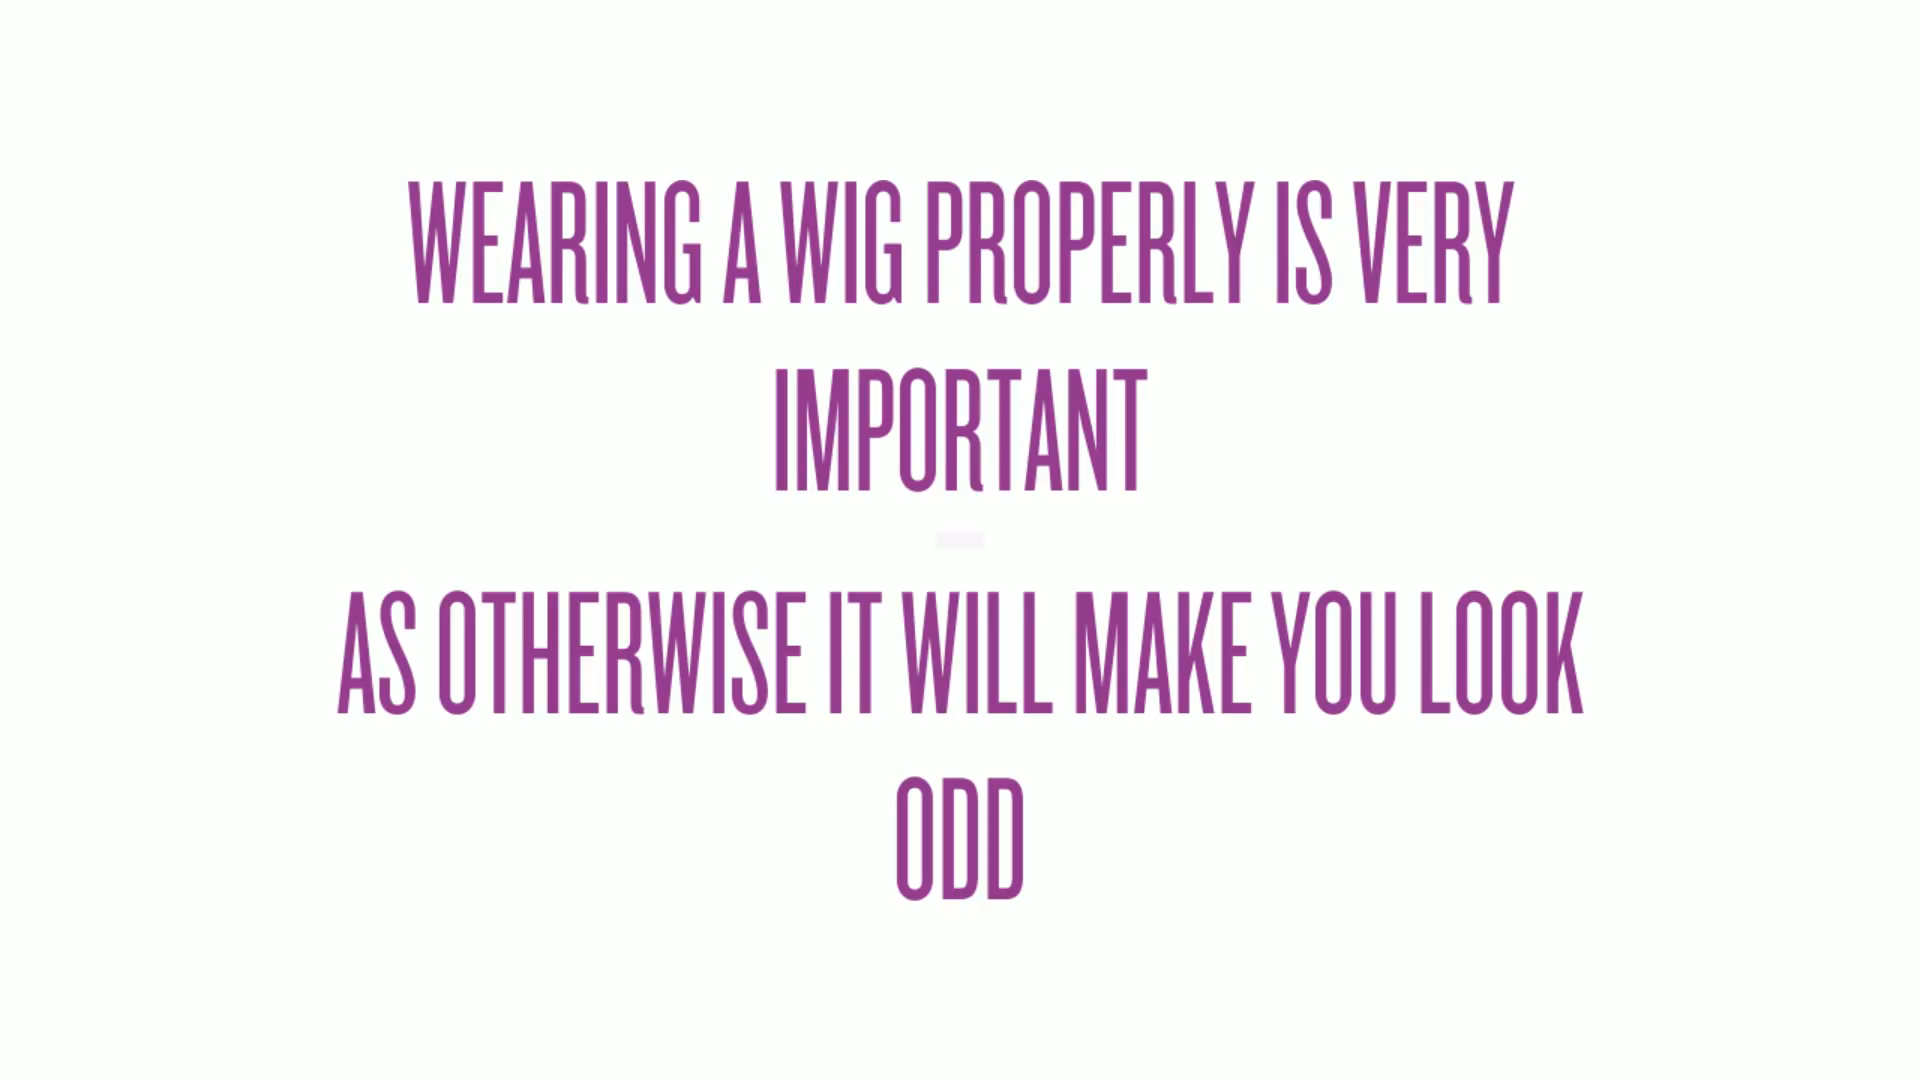 WEARING A WIG PROPERLY IS VERY
IMPORTANT
AS OTHERWISE IT WILL MAKE YOU LOOK
ODD